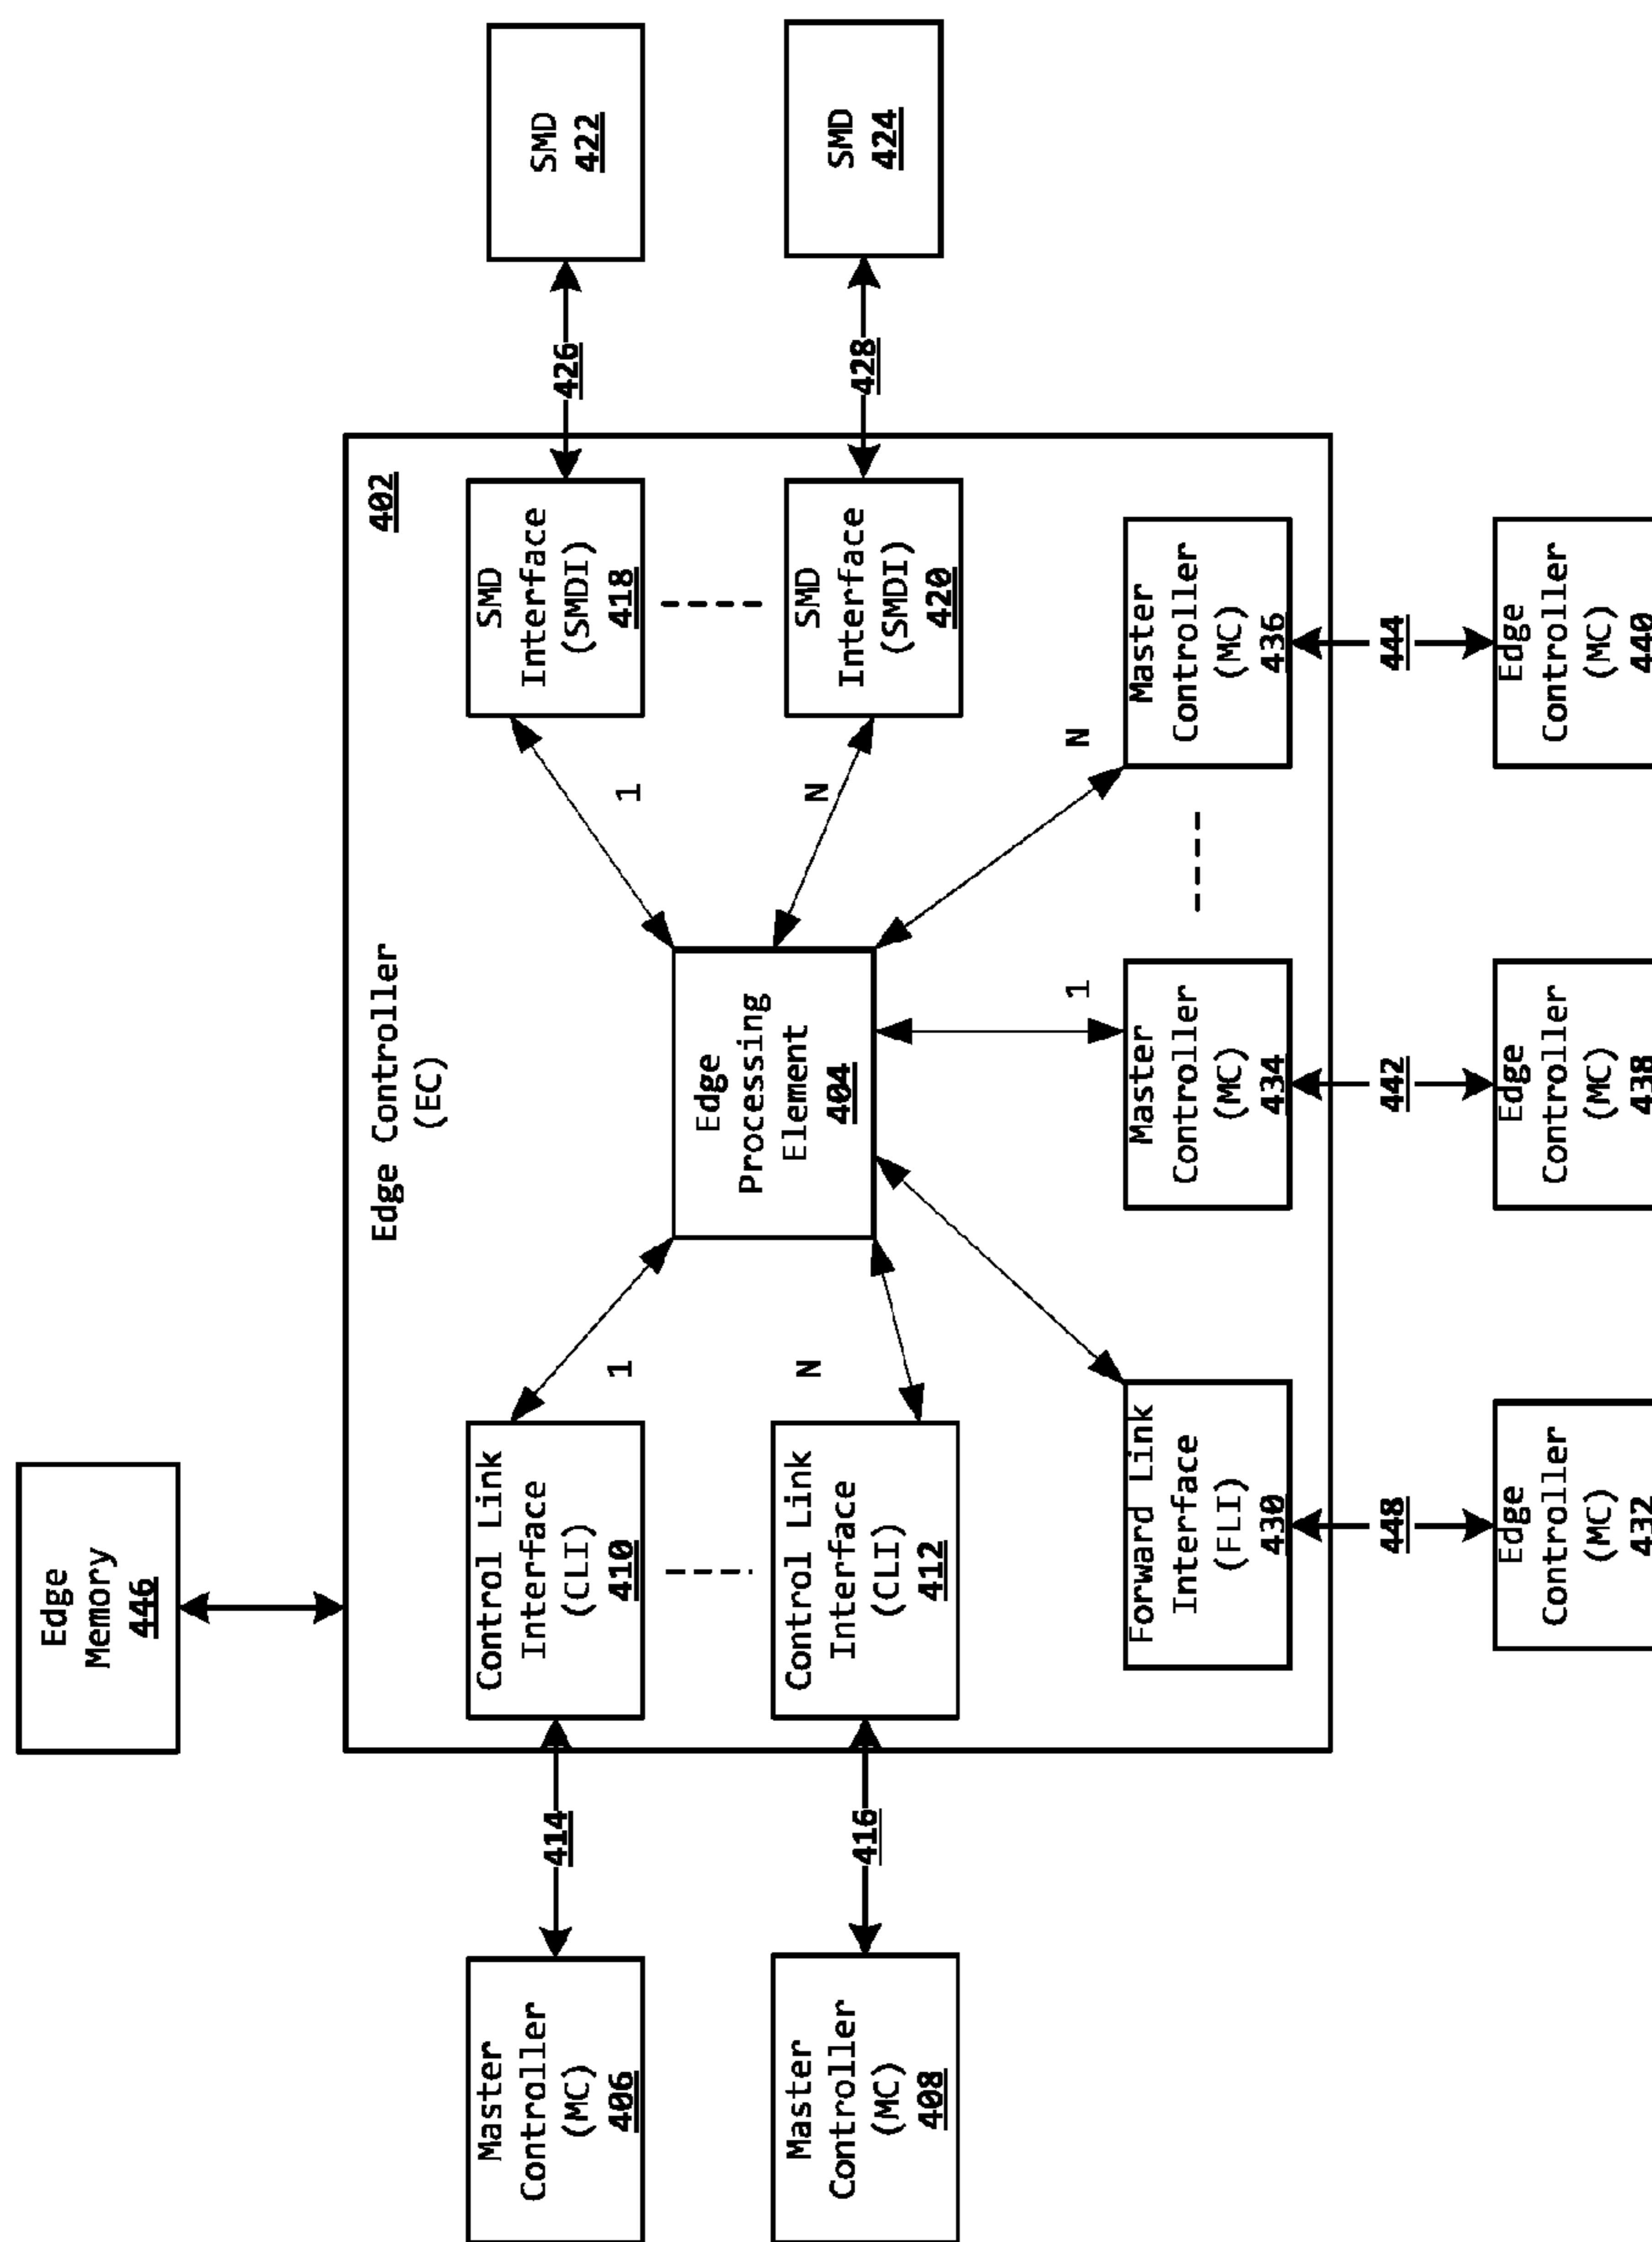 Edge
Memory
446
Edge Controller
(EC)
402
Master
Controller
(MC)
406
414
Control Link
Interface
(CLI)
410
1
1
SMD
Interface
(SMDI)
418
426
SMD
422
Edge
Processing
Element
404
Master
Controller
(MC)
408
416
Control Link
Interface
(CLI)
412
N
N
SMD
Interface
(SMDI)
420
428
SMD
424
1
N
Forward Link
Interface
(FLI)
430
Master
Controller
(MC)
434
Master
Controller
(MC)
436
448
442
444
Edge
Controller
(MC)
432
Edge
Controller
(MC)
438
Edge
Controller
(MC)
440